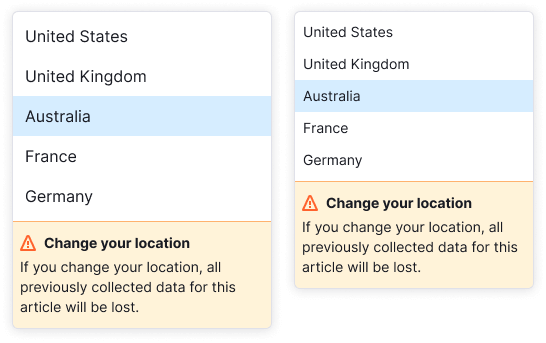 United States
United Kingdom
Australia
France
Germany
Change your location
If you change your location, all
previously collected data for this
article will be lost.
United States
United Kingdom
Australia
France
Germany
Change your location
If you change your location, all
previously collected data for this
article will be lost.